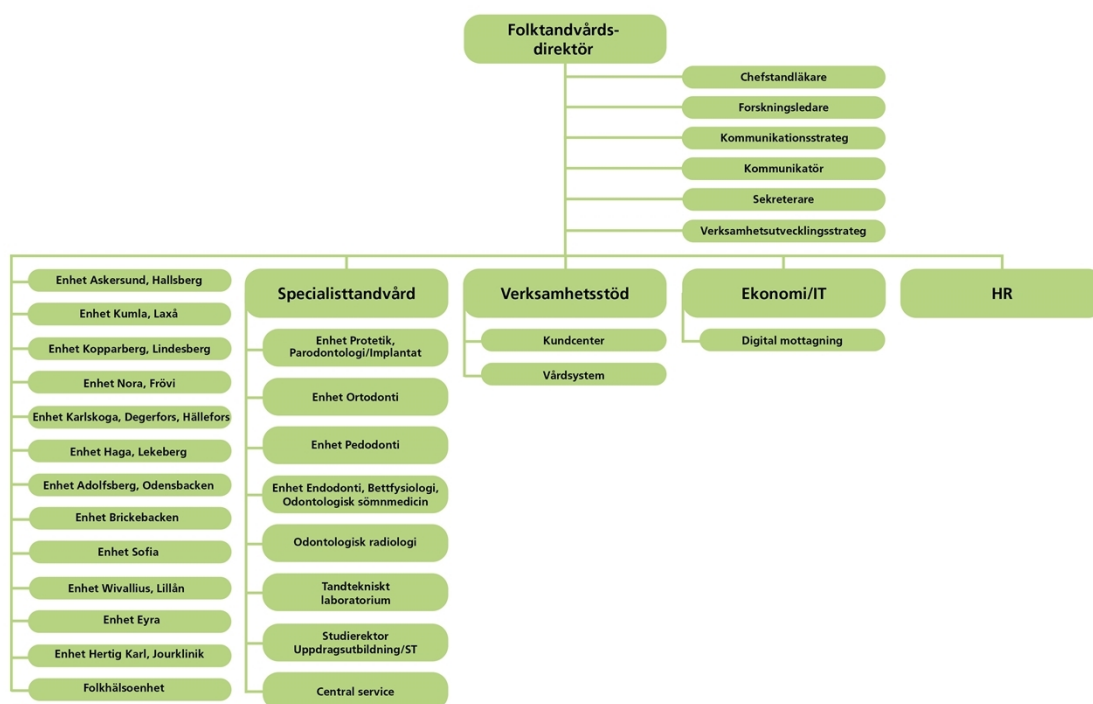 Folktandvårds-
direktör
Chefstandläkare
Forskningsledare
Kommunikationsstrateg
Kommunikatör
Sekreterare
Verksamhetsutvecklingsstrateg
Enhet Askersund, Hallsberg
Enhet Kumla, Laxå
Enhet Kopparberg, Lindesberg
Enhet Nora, Frövi
Enhet Karlskoga, Degerfors, Hällefors
Enhet Haga, Lekeberg
Enhet Adolfsberg, Odensbacken
Enhet Brickebacken
Enhet Sofia
Enhet Wivallius, Lillån
Enhet Eyra
Enhet Hertig Karl, Jourklinik
Folkhälsoenhet
Specialisttandvård
Enhet Protetik,
Parodontologi/Implantat
Enhet Ortodonti
Enhet Pedodonti
Enhet Endodonti, Bettfysiologi,
Odontologisk sömnmedicin
Odontologisk radiologi
Tandtekniskt
laboratorium
Studierektor
Uppdragsutbildning/ST
Central service
Verksamhetsstöd
Kundcenter
Vårdsystem
Ekonomi/IT
Digital mottagning
HR